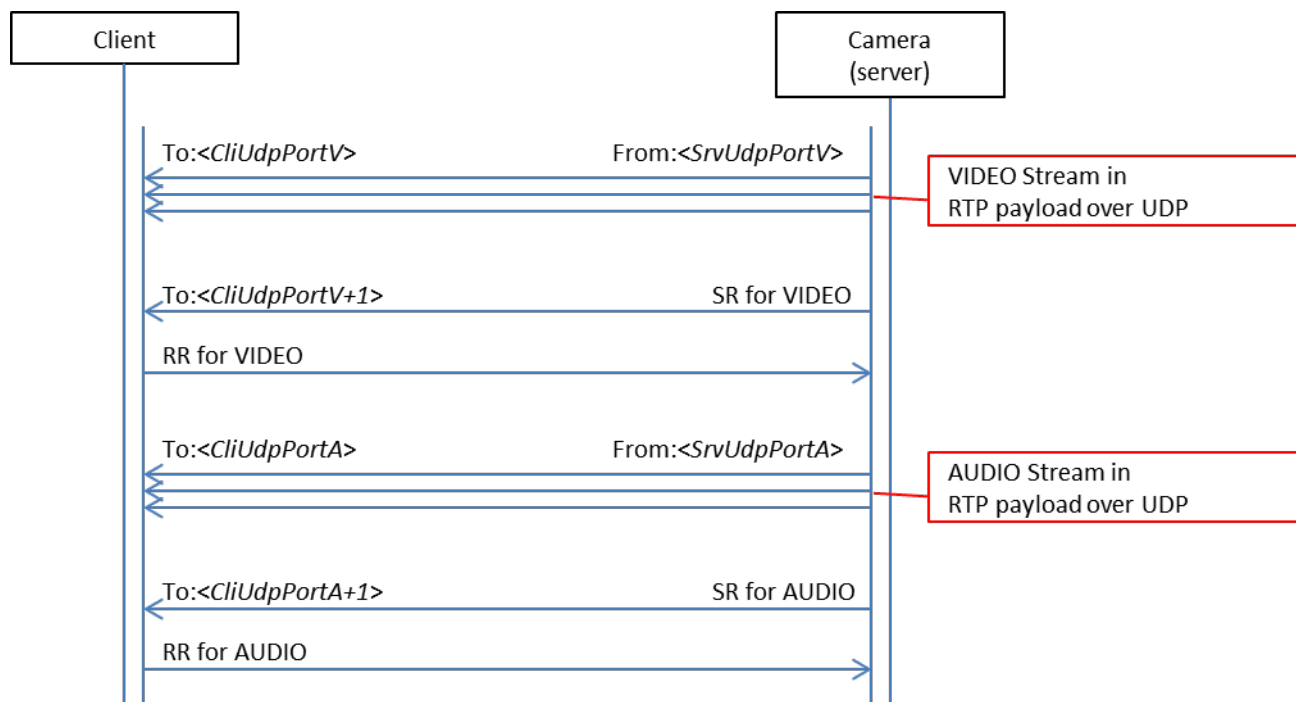 Client
Camera
(server)
To:<CliUdpPortV>
From:<SrvUdpPortV>
VIDEO Stream in
RTP payload over UDP
To:<CliUdpPortV+1>
SR for VIDEO
RR for VIDEO
To:<CliUdpPortA>
From:<SrvUdpPortA>
AUDIO Stream in
RTP payload over UDP
To:<CliUdpPortA+1>
SR for AUDIO
RR for AUDIO